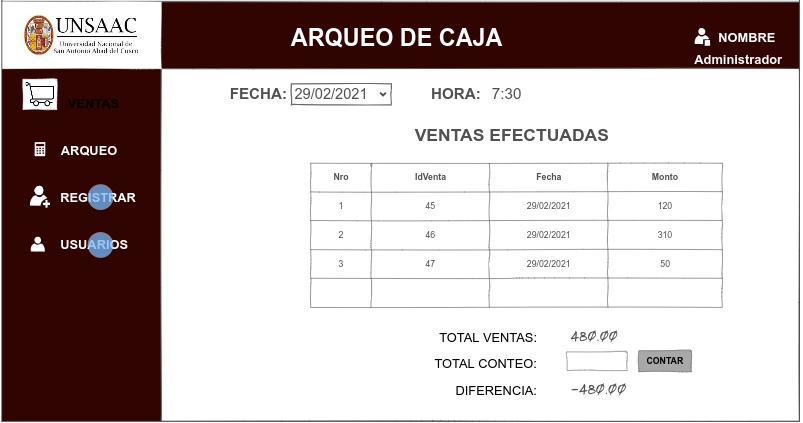 UNSAAC
Universidad Nacional de
San Antonio Abad del Cusco
ARQUEO DE CAJA
NOMBRE
Administrador
VENTAS
ARQUEO
REGISTRAR
USUARIOS
FECHA: 29/02/2021 HORA: 7:30
VENTAS EFECTUADAS
Nro IdVenta Fecha Monto
1 45 29/02/2021 120
2 46 29/02/2021 310
3 47 29/02/2021 50
TOTAL VENTAS: 480.00
TOTAL CONTEO: CONTAR
DIFERENCIA: -480.00